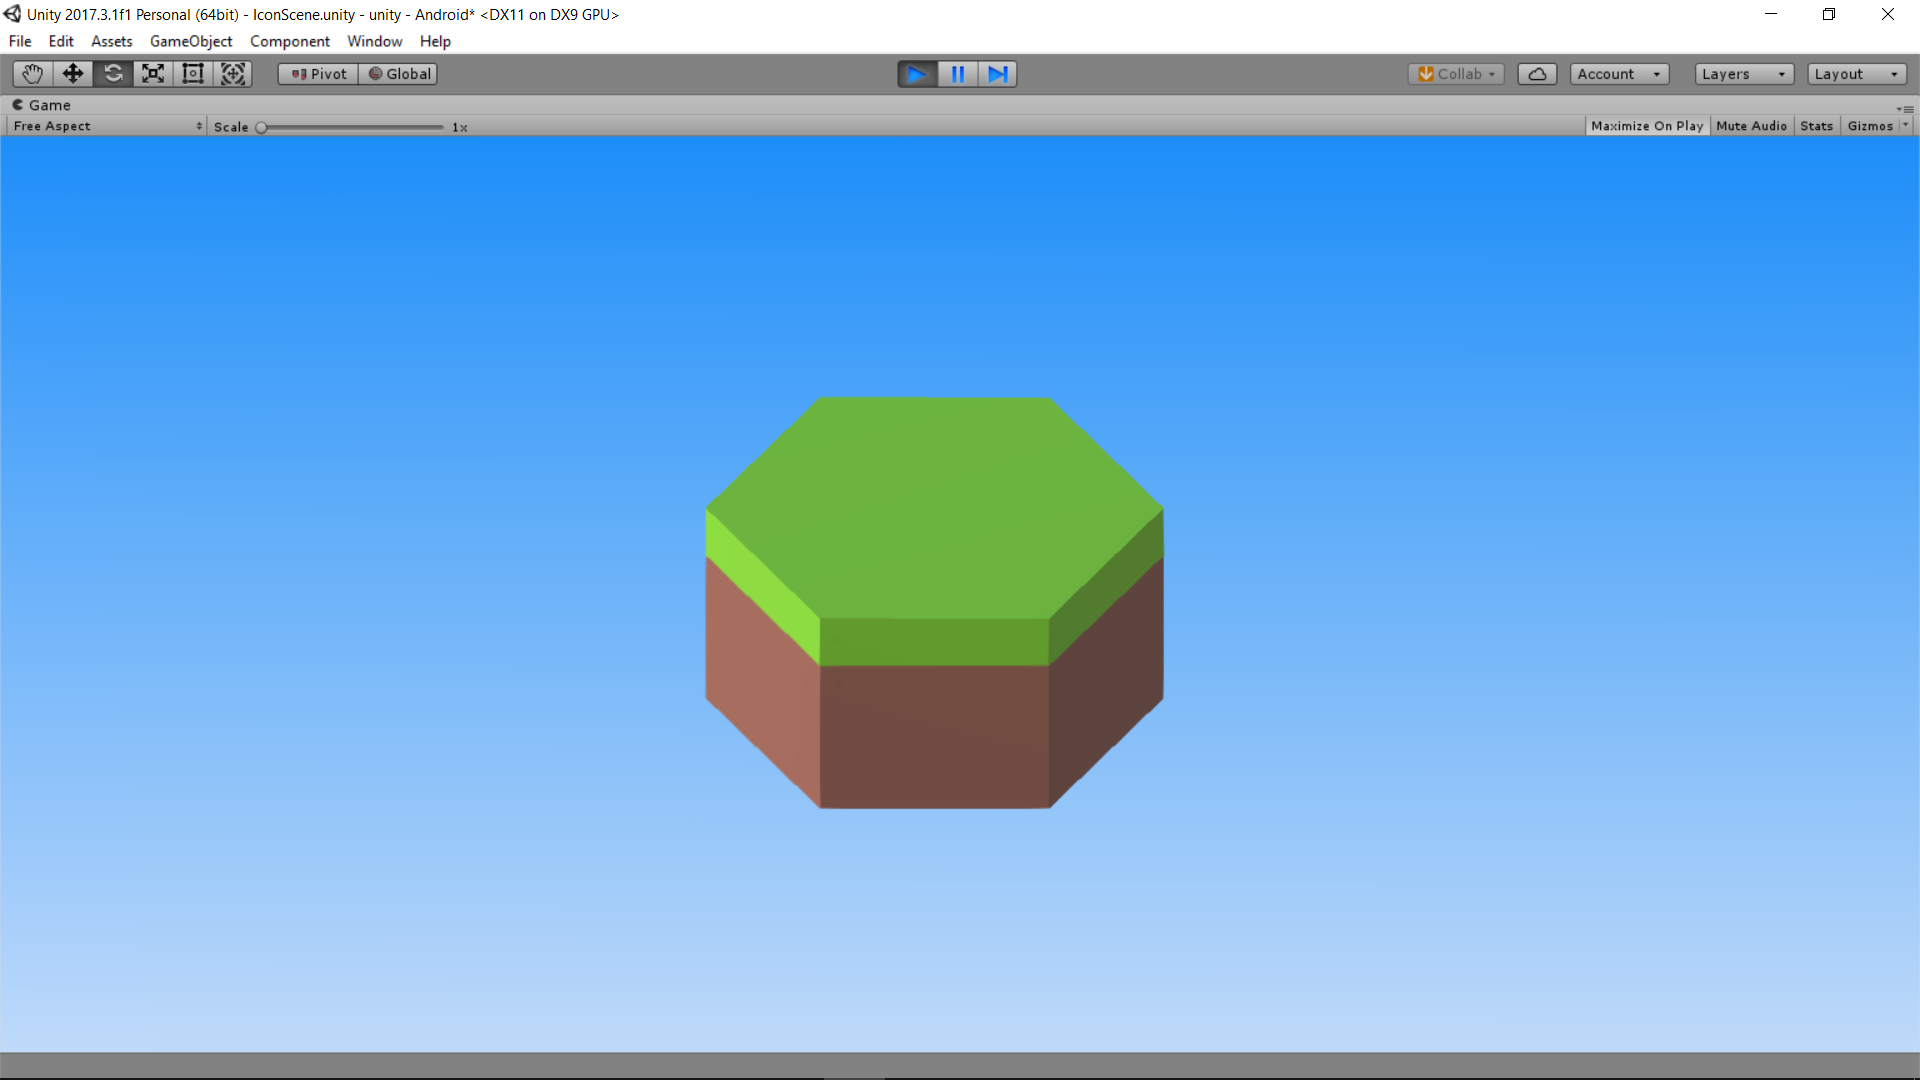 Unity 2017.3.1f1 Personal (64bit) - IconScene.unity - unity - Android* <DX11 on DX9 GPU>
File Edit Assets GameObject Component Window Help
Pivot Global Collab Account Layers Layout
Game
Free Aspect Scale 1x Maximize On Play Mute Audio Stats Gizmos